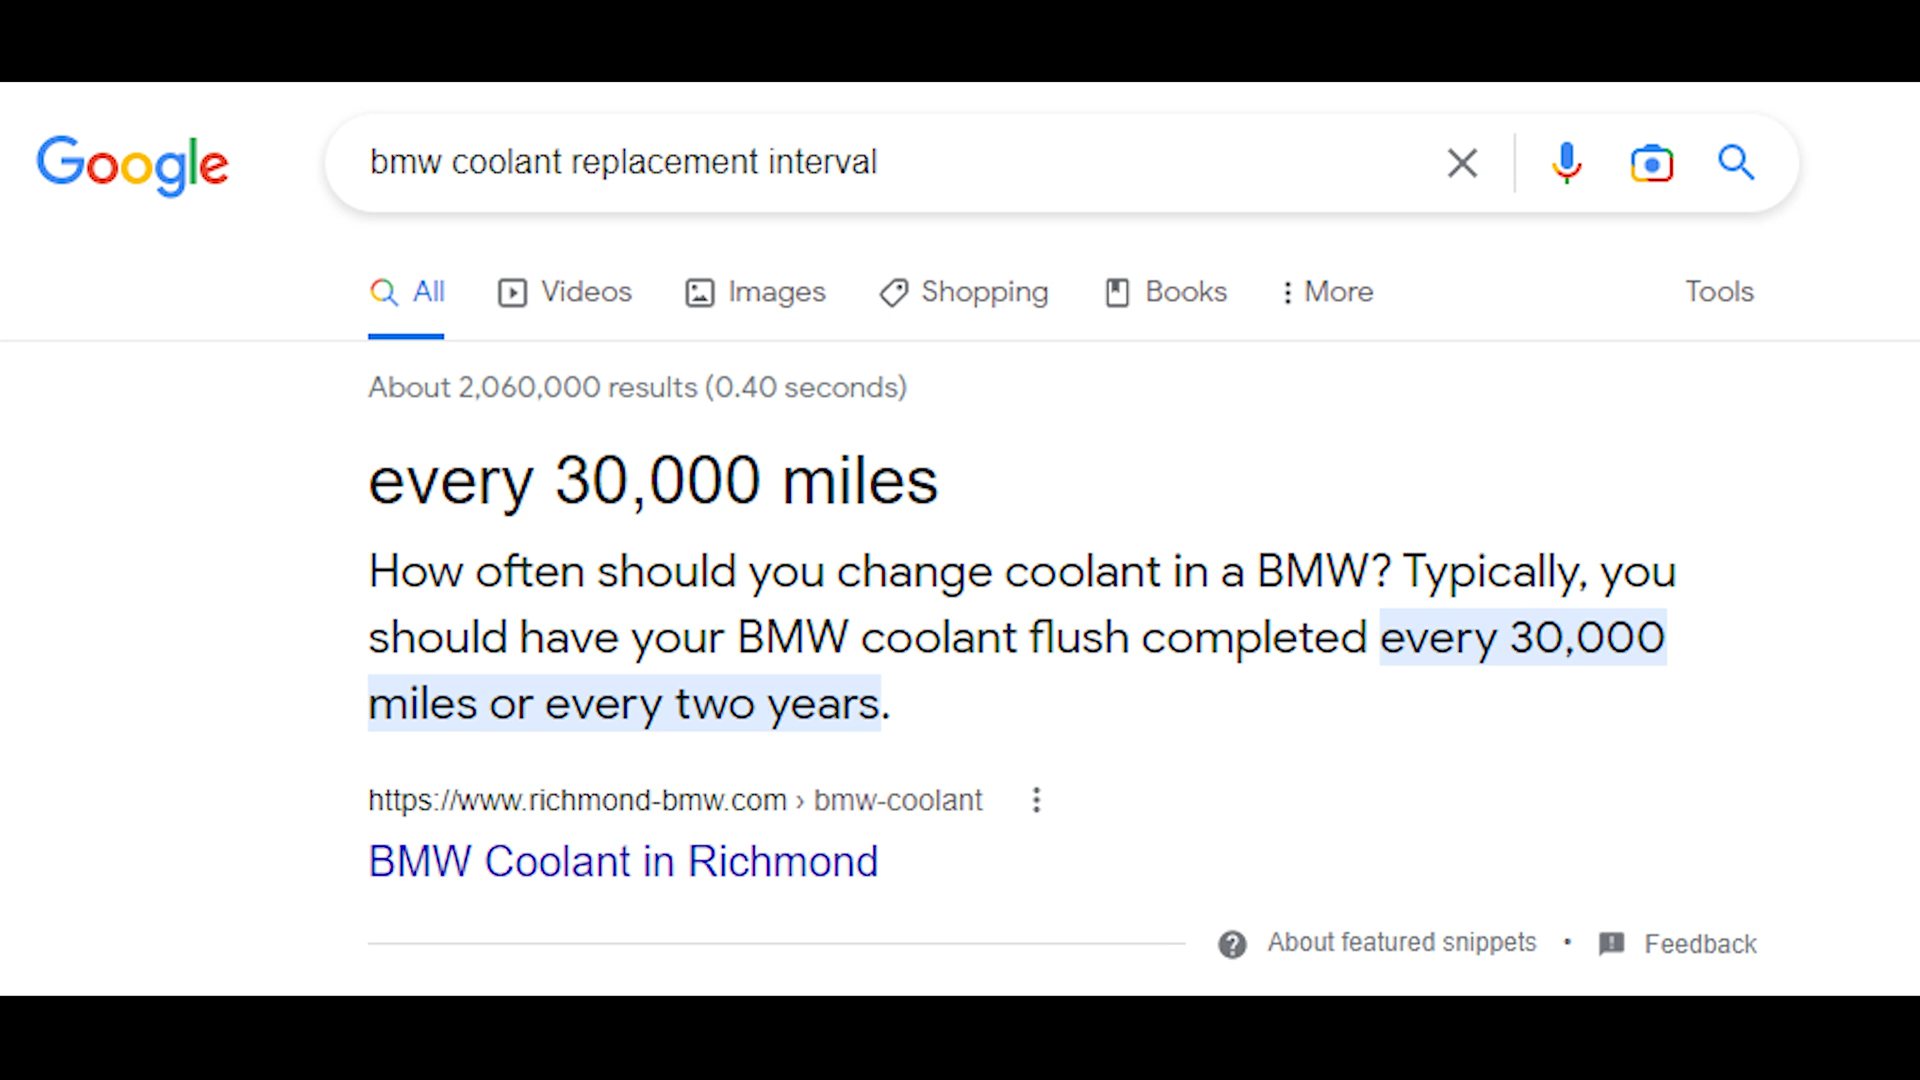 Google
bmw coolant replacement interval
All Videos Images Shopping Books More Tools
About 2,060,000 results (0.40 seconds)
every 30,000 miles
How often should you change coolant in a BMW? Typically, you
should have your BMW coolant flush completed every 30,000
miles or every two years.
https://www.richmond-bmw.com › bmw-coolant
BMW Coolant in Richmond
About featured snippets • Feedback